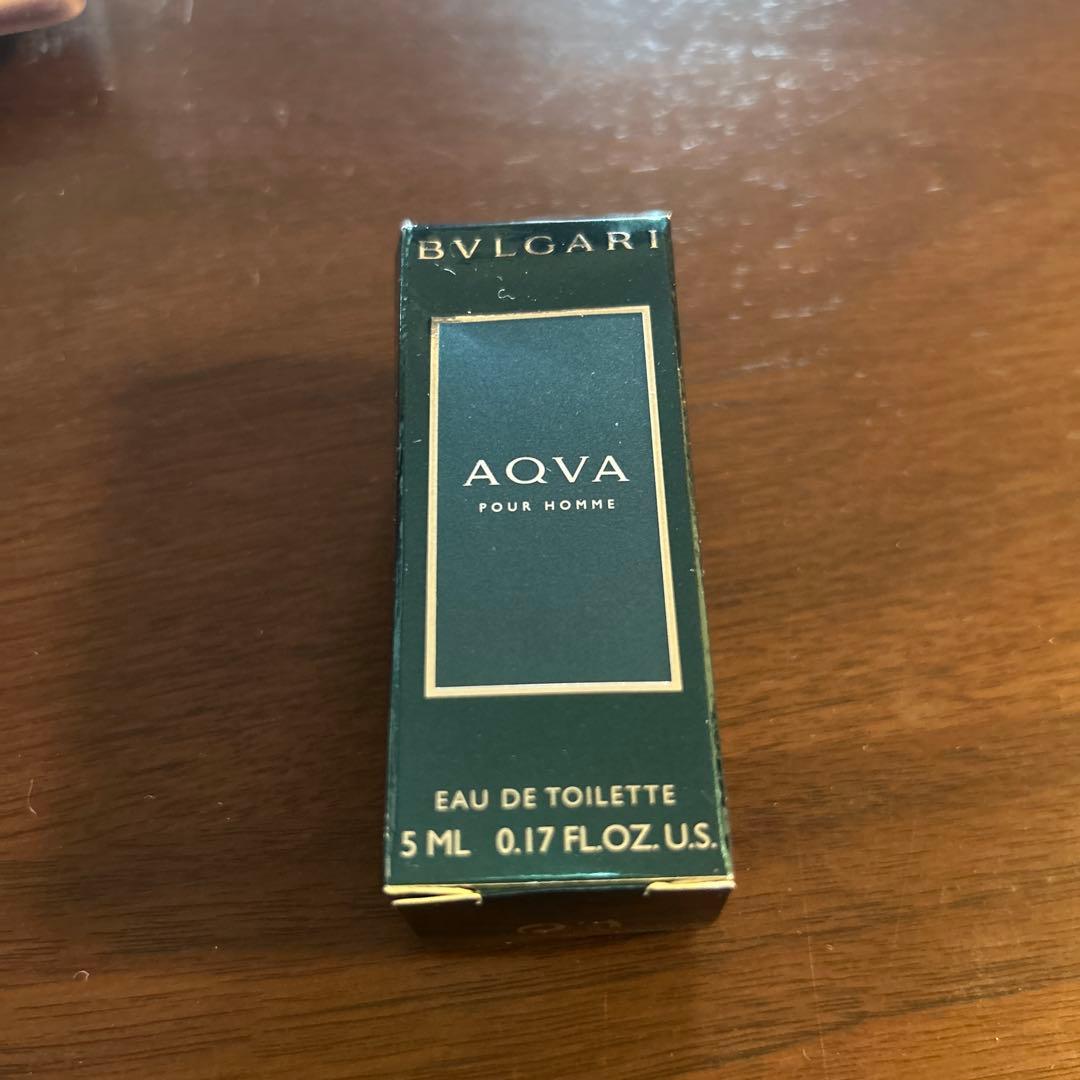 BVLGARI
AQVA
POUR HOMME
EAU DE TOILETTE
5 ML 0.17 FL.OZ. U.S.